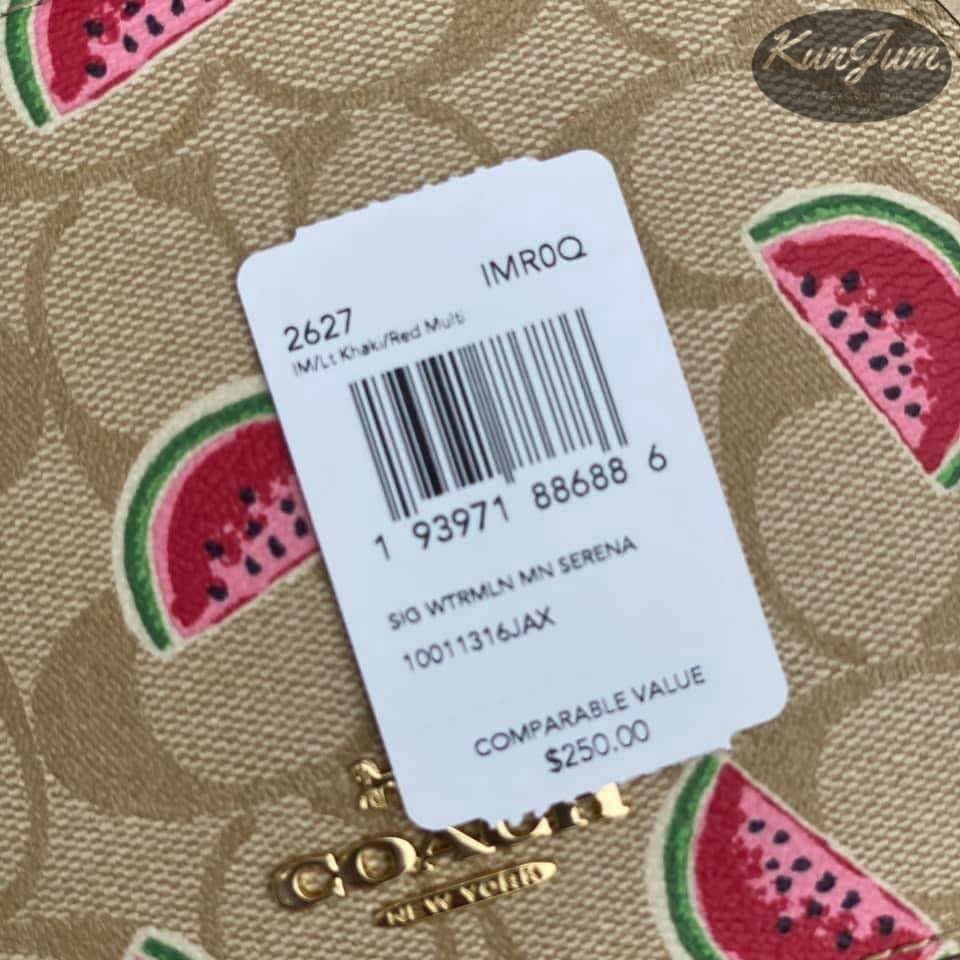 KunJum.
IMR0Q
2627
IM/Lt Khaki/Red Multi
1 93971 88688 6
SIG WTRMLN MN SERENA
10011316JAX
COMPARABLE VALUE
$250.00
COACH
NEW YORK